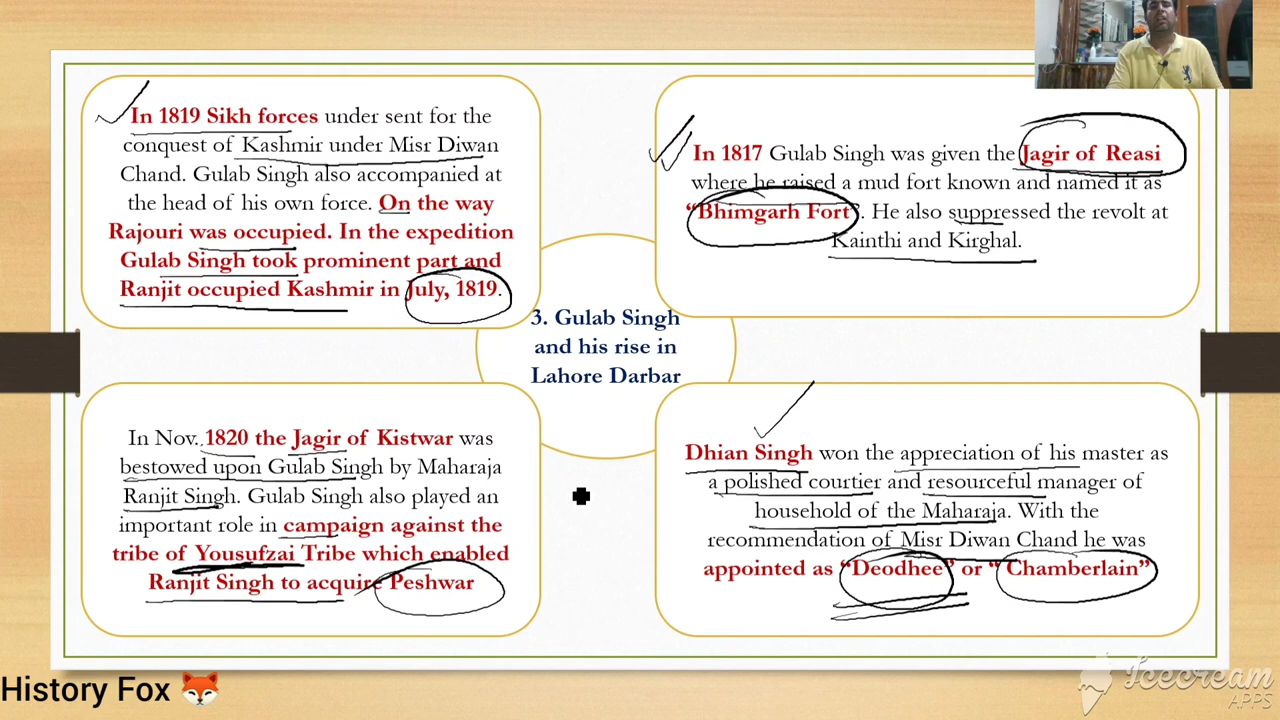 In 1819 Sikh forces under sent for the
conquest of Kashmir under Misr Diwan
Chand. Gulab Singh also accompanied at
the head of his own force. On the way
Rajouri was occupied. In the expedition
Gulab Singh took prominent part and
Ranjit occupied Kashmir in July, 1819.
In 1817 Gulab Singh was given the Jagir of Reasi
where he raised a mud fort known and named it as
“Bhimgarh Fort”. He also suppressed the revolt at
Kainthi and Kirghal.
3. Gulab Singh
and his rise in
Lahore Darbar
In Nov. 1820 the Jagir of Kistwar was
bestowed upon Gulab Singh by Maharaja
Ranjit Singh. Gulab Singh also played an
important role in campaign against the
tribe of Yousufzai Tribe which enabled
Ranjit Singh to acquire Peshwar
Dhian Singh won the appreciation of his master as
a polished courtier and resourceful manager of
household of the Maharaja. With the
recommendation of Misr Diwan Chand he was
appointed as “Deodhee” or “ Chamberlain”
History Fox 🦊
Icecream
APPS